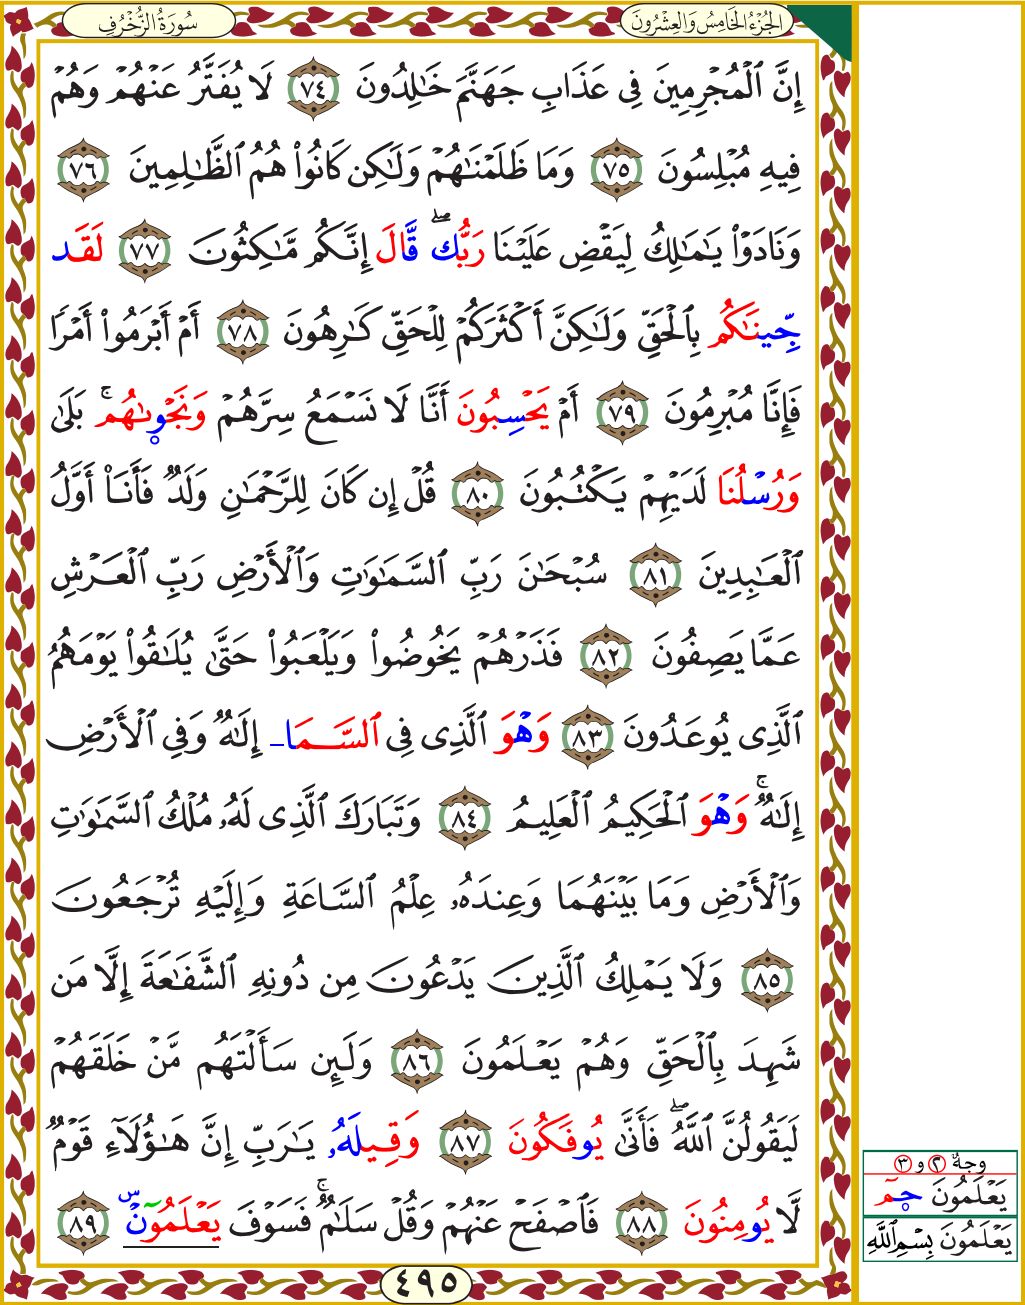 سُورَةُ الزُّخْرُفِ
الجُزْءُ الخَامِسُ وَالعِشْرُونَ
إِنَّ ٱلْمُجْرِمِينَ فِى عَذَابِ جَهَنَّمَ خَٰلِدُونَ ٧٤ لَا يُفَتَّرُ عَنْهُمْ وَهُمْ
فِيهِ مُبْلِسُونَ ٧٥ وَمَا ظَلَمْنَٰهُمْ وَلَٰكِن كَانُوا۟ هُمُ ٱلظَّٰلِمِينَ ٧٦
وَنَادَوْا۟ يَٰمَٰلِكُ لِيَقْضِ عَلَيْنَا رَبُّك ۖ قَّالَ إِنَّكُم مَّٰكِثُونَ ٧٧ لَقَد
جِّينَٰكُم بِٱلْحَقِّ وَلَٰكِنَّ أَكْثَرَكُمْ لِلْحَقِّ كَٰرِهُونَ ٧٨ أَمْ أَبْرَمُوٓا۟ أَمْرًا
فَإِنَّا مُبْرِمُونَ ٧٩ أَمْ يَحْسِبُونَ أَنَّا لَا نَسْمَعُ سِرَّهُمْ وَنَجْوىٰهُم ۚ بَلَىٰ
وَرُسْلُنَا لَدَيْهِمْ يَكْتُبُونَ ٨٠ قُلْ إِن كَانَ لِلرَّحْمَٰنِ وَلَدٌ فَأَنَا۠ أَوَّلُ
ٱلْعَٰبِدِينَ ٨١ سُبْحَٰنَ رَبِّ ٱلسَّمَٰوَٰتِ وَٱلْأَرْضِ رَبِّ ٱلْعَرْشِ
عَمَّا يَصِفُونَ ٨٢ فَذَرْهُمْ يَخُوضُوا۟ وَيَلْعَبُوا۟ حَتَّىٰ يُلَٰقُوا۟ يَوْمَهُمُ
ٱلَّذِى يُوعَدُونَ ٨٣ وَهْوَ ٱلَّذِى فِى ٱلسَّمَا إِلَٰهٌ وَفِى ٱلْأَرْضِ
إِلَٰهٌ ۚ وَهْوَ ٱلْحَكِيمُ ٱلْعَلِيمُ ٨٤ وَتَبَارَكَ ٱلَّذِى لَهُۥ مُلْكُ ٱلسَّمَٰوَٰتِ
وَٱلْأَرْضِ وَمَا بَيْنَهُمَا وَعِندَهُۥ عِلْمُ ٱلسَّاعَةِ وَإِلَيْهِ تُرْجَعُونَ
٨٥ وَلَا يَمْلِكُ ٱلَّذِينَ يَدْعُونَ مِن دُونِهِ ٱلشَّفَٰعَةَ إِلَّا مَن
شَهِدَ بِٱلْحَقِّ وَهُمْ يَعْلَمُونَ ٨٦ وَلَئِن سَأَلْتَهُم مَّنْ خَلَقَهُمْ
لَيَقُولُنَّ ٱللَّهُ ۖ فَأَنَّىٰ يُوفَكُونَ ٨٧ وَقِيلَهُۥ يَٰرَبِّ إِنَّ هَٰٓؤُلَآءِ قَوْمٌ
لَّا يُومِنُونَ ٨٨ فَٱصْفَحْ عَنْهُمْ وَقُلْ سَلَٰمٌ ۚ فَسَوْفَ يَعْلَمُونَ ۜ ٨٩
وجهُ ٢ و ٣
يَعْلَمُونَ حمٓ
يَعْلَمُونَ بِسْمِ ٱللَّهِ
٤٩٥